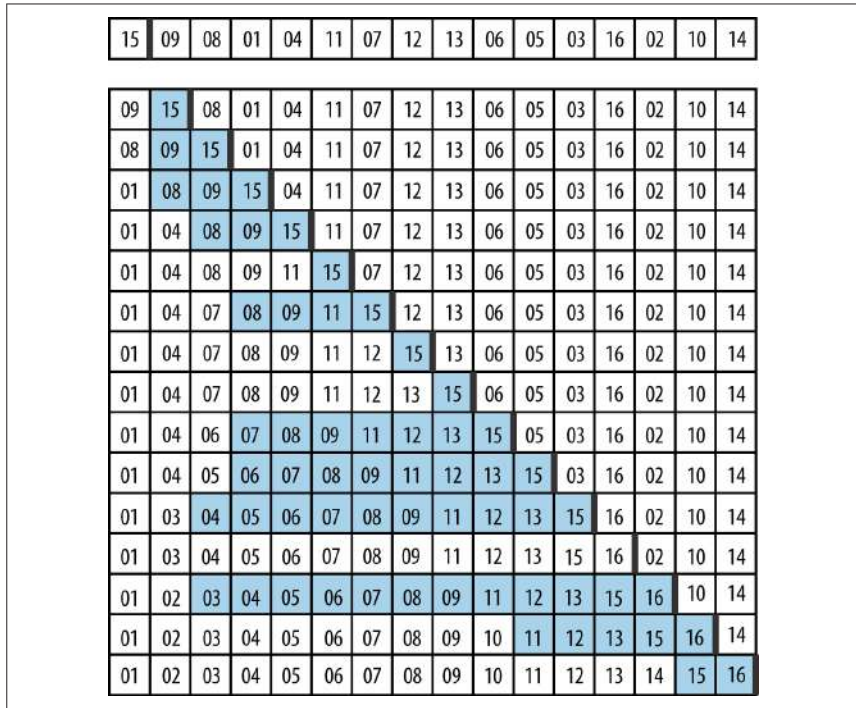 15 09 08 01 04 11 07 12 13 06 05 03 16 02 10 14
09 15 08 01 04 11 07 12 13 06 05 03 16 02 10 14
08 09 15 01 04 11 07 12 13 06 05 03 16 02 10 14
01 08 09 15 04 11 07 12 13 06 05 03 16 02 10 14
01 04 08 09 15 11 07 12 13 06 05 03 16 02 10 14
01 04 08 09 11 15 07 12 13 06 05 03 16 02 10 14
01 04 07 08 09 11 15 12 13 06 05 03 16 02 10 14
01 04 07 08 09 11 12 15 13 06 05 03 16 02 10 14
01 04 07 08 09 11 12 13 15 06 05 03 16 02 10 14
01 04 06 07 08 09 11 12 13 15 05 03 16 02 10 14
01 04 05 06 07 08 09 11 12 13 15 03 16 02 10 14
01 03 04 05 06 07 08 09 11 12 13 15 16 02 10 14
01 03 04 05 06 07 08 09 11 12 13 15 16 02 10 14
01 02 03 04 05 06 07 08 09 11 12 13 15 16 10 14
01 02 03 04 05 06 07 08 09 10 11 12 13 15 16 14
01 02 03 04 05 06 07 08 09 10 11 12 13 14 15 16